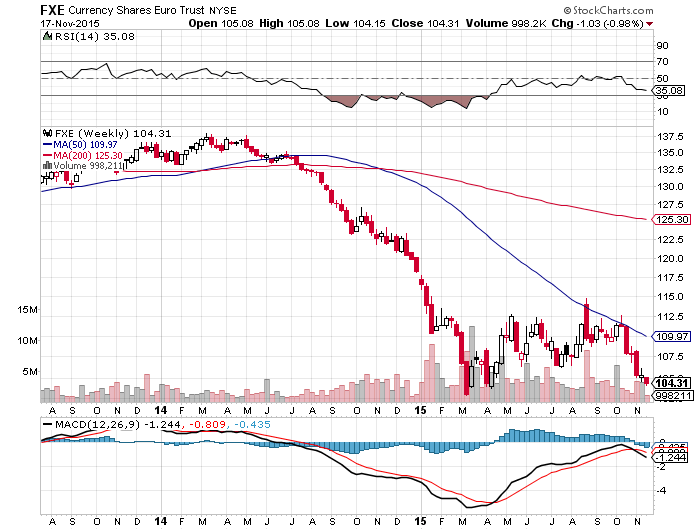 FXE Currency Shares Euro Trust NYSE
© StockCharts.com
17-Nov-2015
Open 105.08 High 105.08 Low 104.15 Close 104.31 Volume 998.2K Chg -1.03 (-0.98%)
RSI(14) 35.08
90
70
50
35.08
30
10
FXE (Weekly) 104.31
MA(50) 109.97
MA(200) 125.30
Volume 998,211
137.5
135.0
132.5
130.0
127.5
125.30
122.5
120.0
117.5
115.0
112.5
109.97
107.5
104.31
998211
15M
10M
5M
A S O N D 14 F M A M J J A S O N D 15 F M A M J J A S O N
MACD(12,26,9) -1.244, -0.809, -0.435
-1.244
-2
-4
A S O N D 14 F M A M J J A S O N D 15 F M A M J J A S O N